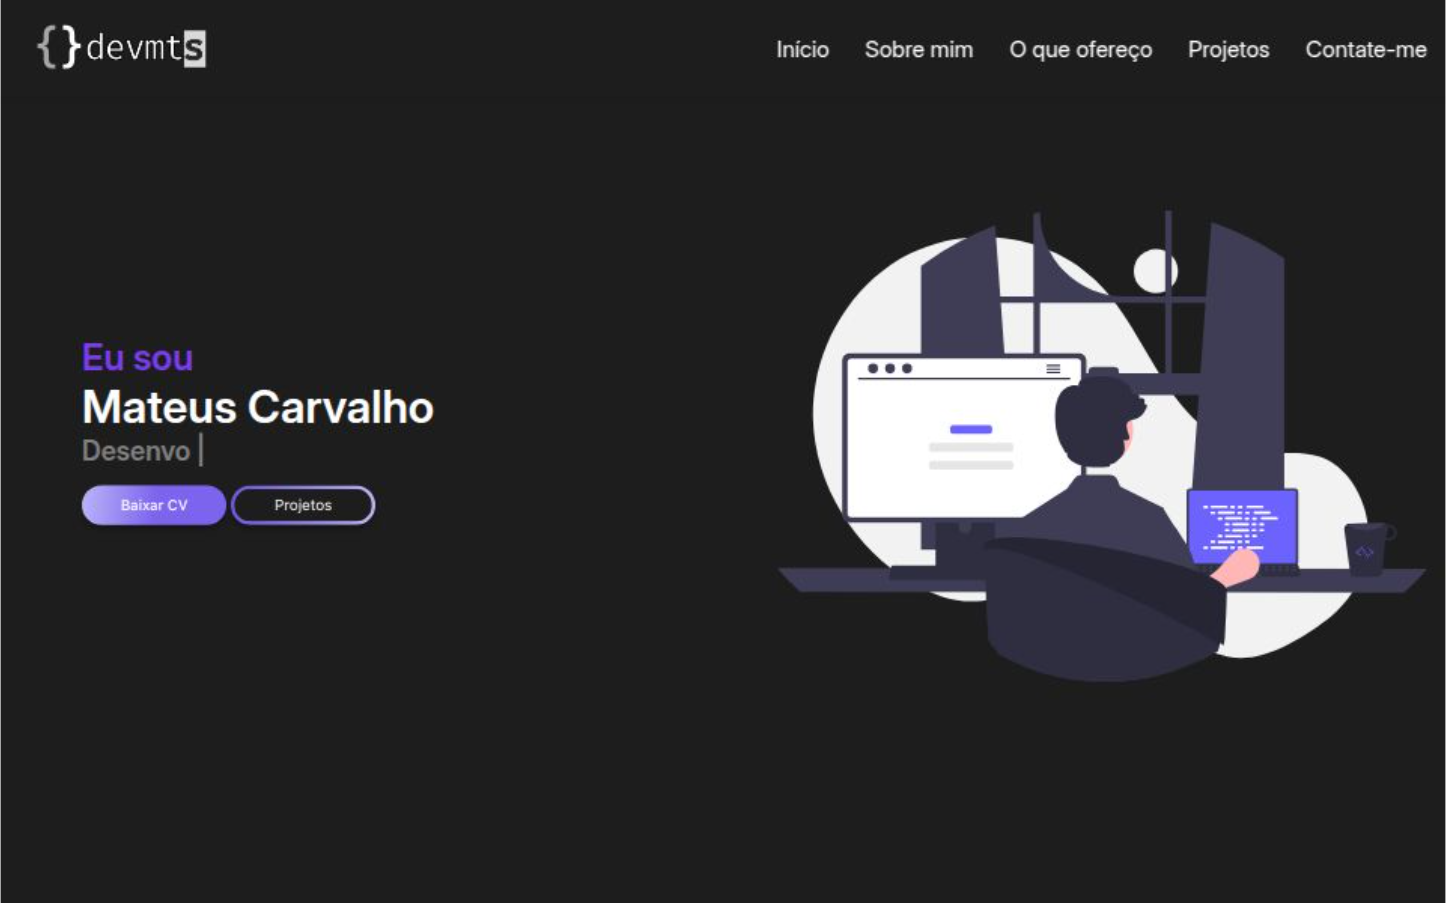 {}devmts
Início Sobre mim O que ofereço Projetos Contate-me
Eu sou
Mateus Carvalho
Desenvo |
Baixar CV Projetos